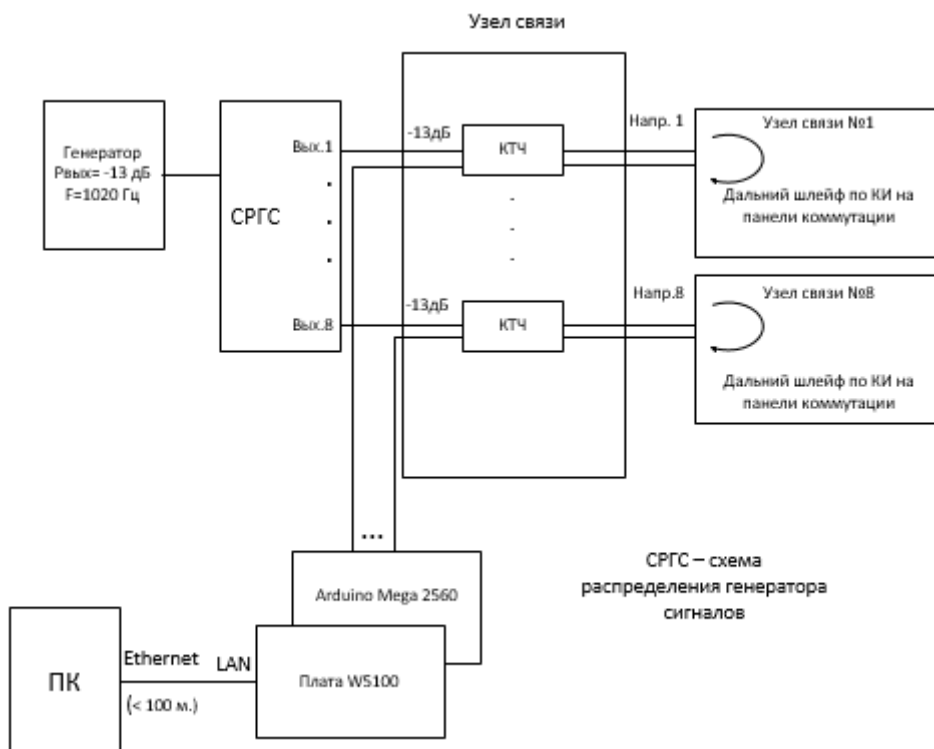 Узел связи
Генератор
Рвых= -13 дБ
F=1020 Гц
СРГС
Вых.1
Вых.8
-13дБ
КТЧ
Напр. 1
Узел связи №1
Дальний шлейф по КИ на
панели коммутации
-13дБ
КТЧ
Напр.8
Узел связи №8
Дальний шлейф по КИ на
панели коммутации
...
Arduino Mega 2560
Плата W5100
СРГС – схема
распределения генератора
сигналов
ПК
Ethernet
(< 100 м.)
LAN